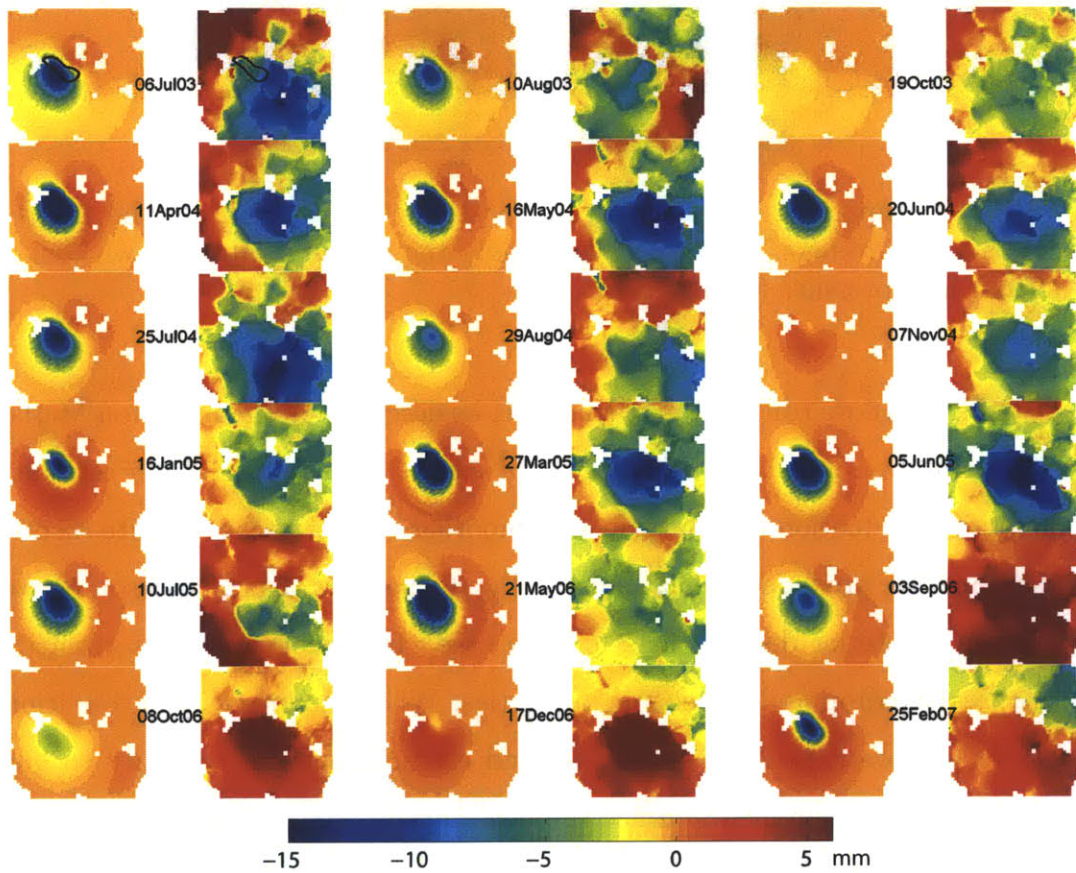 06Jul03 10Aug03 19Oct03
11Apr04 16May04 20Jun04
25Jul04 29Aug04 07Nov04
16Jan05 27Mar05 05Jun05
10Jul05 21May06 03Sep06
08Oct06 17Dec06 25Feb07
−15 −10 −5 0 5 mm